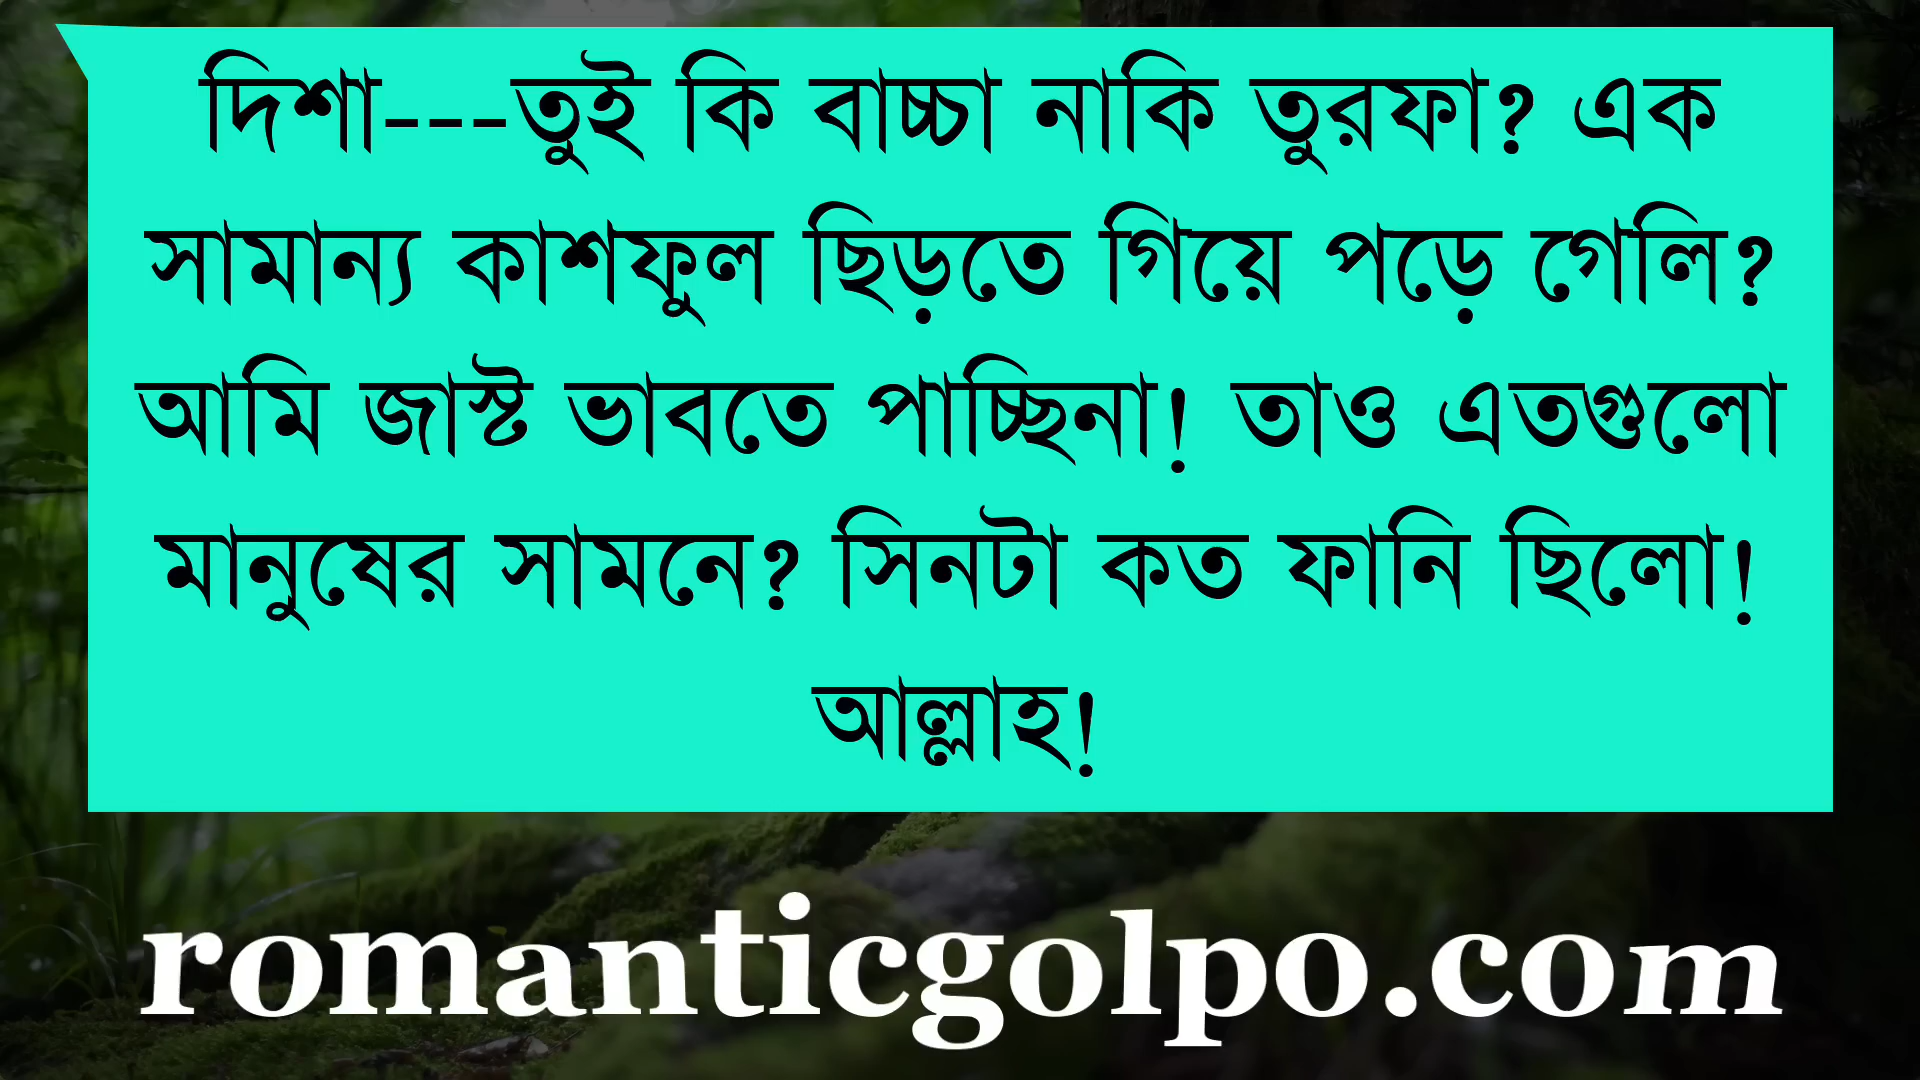 দিশা---তুই কি বাচ্চা নাকি তুরফা? এক
সামান্য কাশফুল ছিড়তে গিয়ে পড়ে গেলি?
আমি জাস্ট ভাবতে পাচ্ছিনা! তাও এতগুলো
মানুষের সামনে? সিনটা কত ফানি ছিলো!
আল্লাহ!
romanticgolpo.com